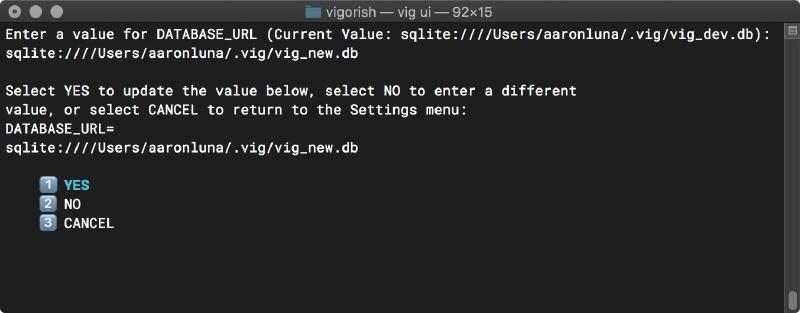 vigorish — vig ui — 92×15
Enter a value for DATABASE_URL (Current Value: sqlite:////Users/aaronluna/.vig/vig_dev.db):
sqlite:////Users/aaronluna/.vig/vig_new.db
Select YES to update the value below, select NO to enter a different
value, or select CANCEL to return to the Settings menu:
DATABASE_URL=
sqlite:////Users/aaronluna/.vig/vig_new.db
1 YES
2 NO
3 CANCEL